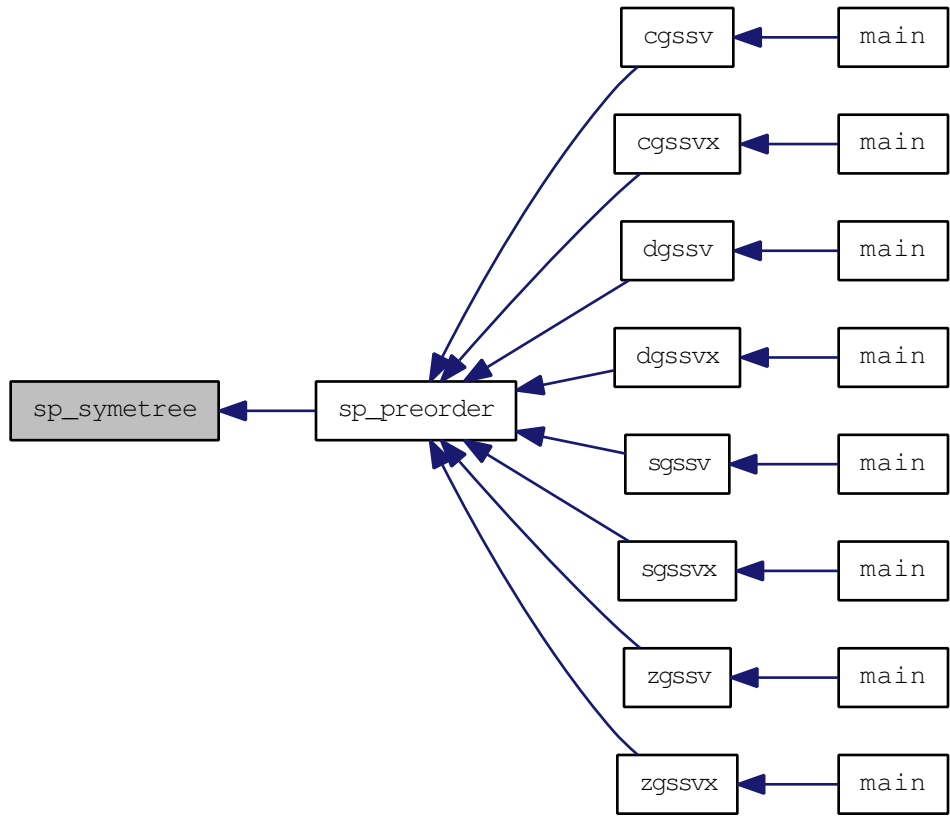 cgssv
main
cgssvx
main
dgssv
main
dgssvx
main
sp_symetree
sp_preorder
sgssv
main
sgssvx
main
zgssv
main
zgssvx
main